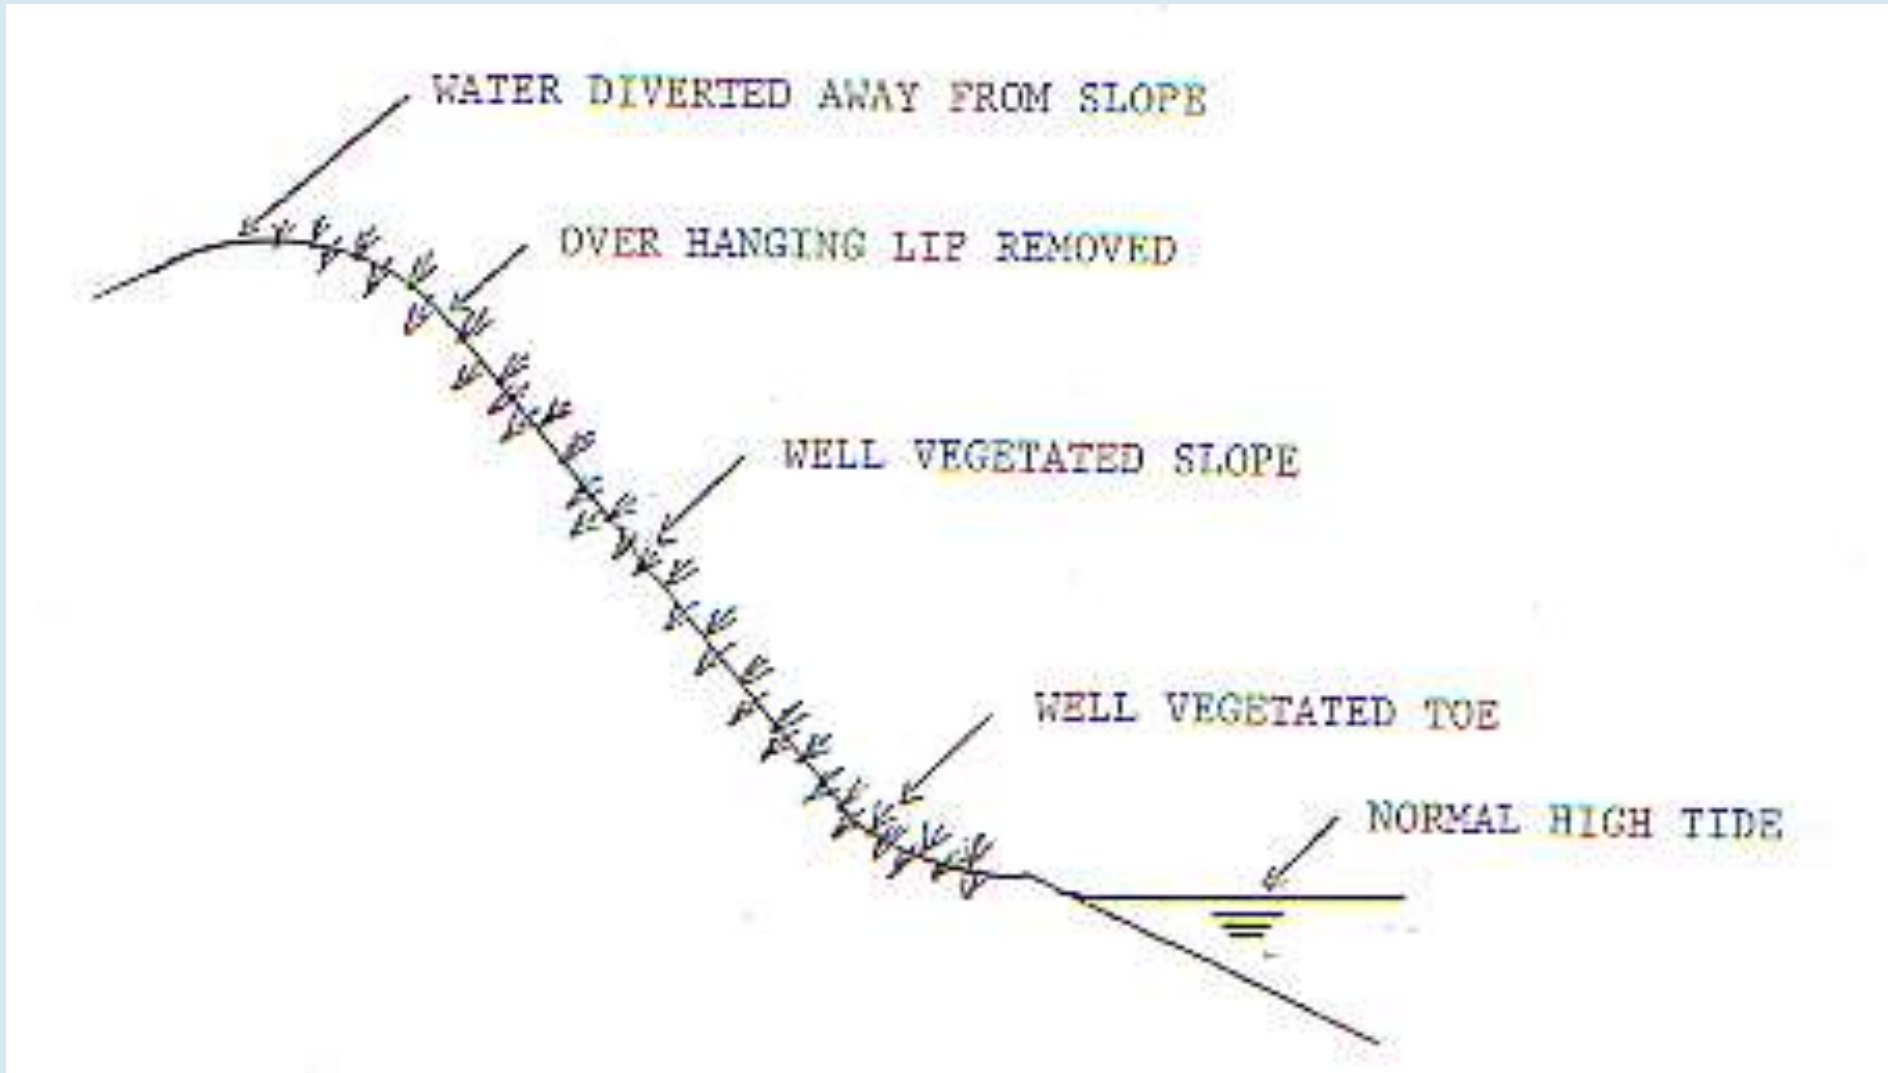 WATER DIVERTED AWAY FROM SLOPE
OVER HANGING LIP REMOVED
WELL VEGETATED SLOPE
WELL VEGETATED TOE
NORMAL HIGH TIDE